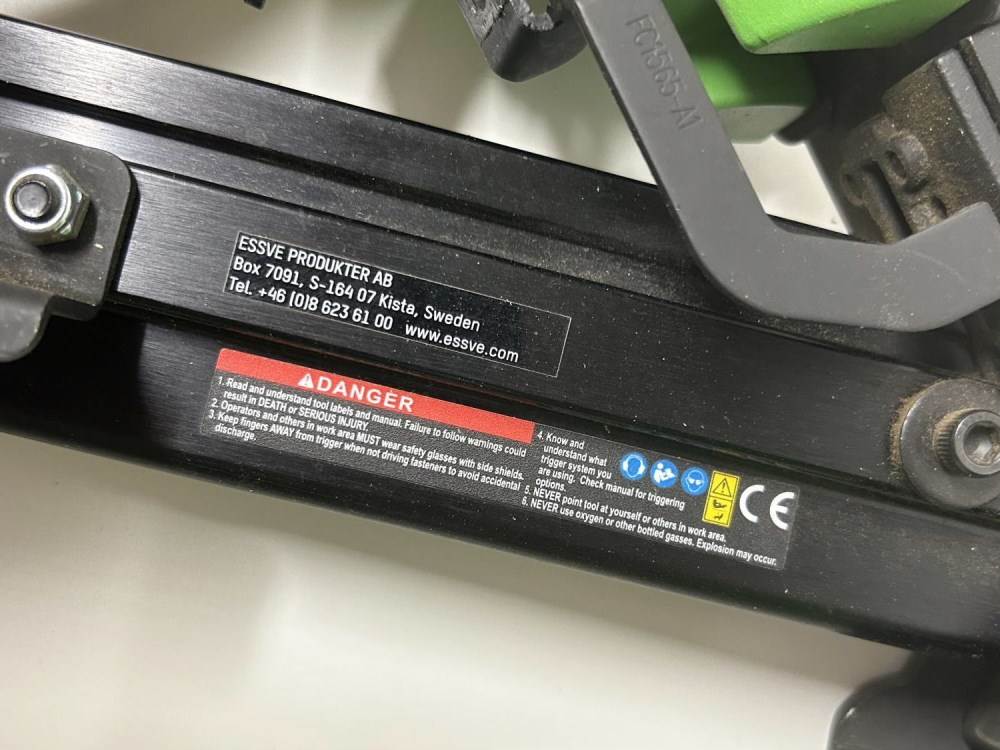 FC1565-A1
ESSVE PRODUKTER AB
Box 7091, S-164 07 Kista, Sweden
Tel. +46 (0)8 623 61 00 www.essve.com
DANGER
1. Read and understand tool labels and manual. Failure to follow warnings could
result in DEATH or SERIOUS INJURY.
2. Operators and others in work area MUST wear safety glasses with side shields.
3. Keep fingers AWAY from trigger when not driving fasteners to avoid accidental
discharge.
4. Know and
understand what
trigger system you
are using. Check manual for triggering
options.
5. NEVER point tool at yourself or others in work area.
6. NEVER use oxygen or other bottled gasses. Explosion may occur.
CE